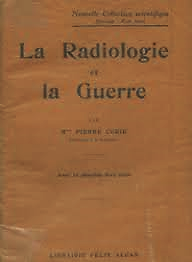 Nouvelle Collection scientifique
La Radiologie
et
la Guerre
PAR
Mme PIERRE CURIE
LIBRAIRIE FÉLIX ALCAN